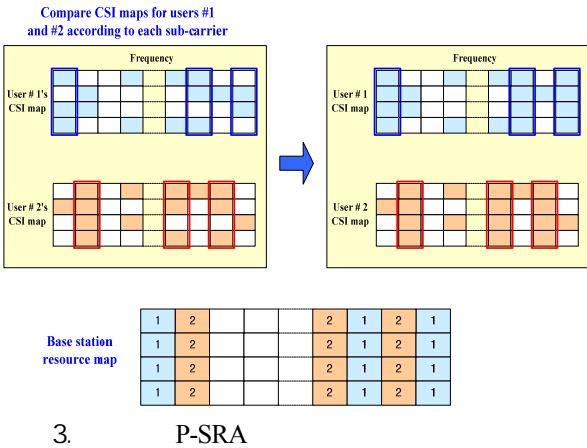 Compare CSI maps for users #1
and #2 according to each sub-carrier
Frequency
User # 1's
CSI map
User # 2's
CSI map
Frequency
User # 1
CSI map
User # 2
CSI map
Base station
resource map
1 2 2 1 2 1
1 2 2 1 2 1
1 2 2 1 2 1
1 2 2 1 2 1
3. P-SRA